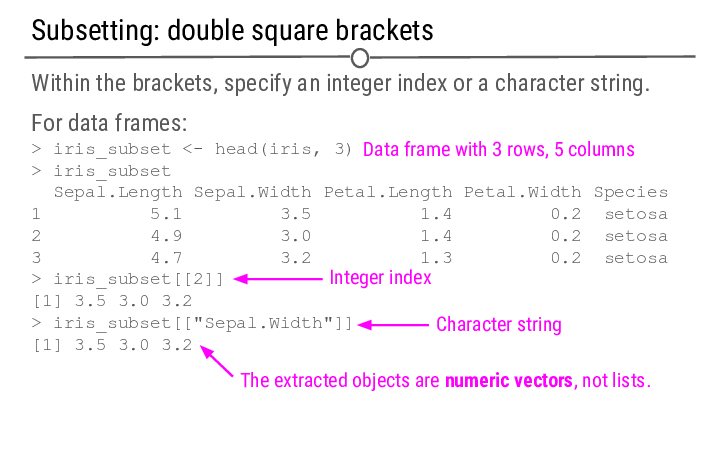 Subsetting: double square brackets
Within the brackets, specify an integer index or a character string.
For data frames:
> iris_subset <- head(iris, 3) Data frame with 3 rows, 5 columns
> iris_subset
  Sepal.Length Sepal.Width Petal.Length Petal.Width Species
1          5.1         3.5          1.4         0.2  setosa
2          4.9         3.0          1.4         0.2  setosa
3          4.7         3.2          1.3         0.2  setosa
> iris_subset[[2]] Integer index
[1] 3.5 3.0 3.2
> iris_subset[["Sepal.Width"]] Character string
[1] 3.5 3.0 3.2
The extracted objects are numeric vectors, not lists.